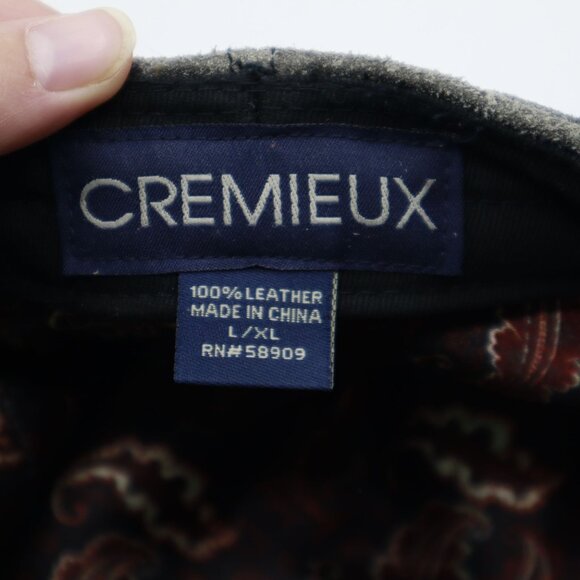 CREMIEUX
100% LEATHER
MADE IN CHINA
L/XL
RN#58909